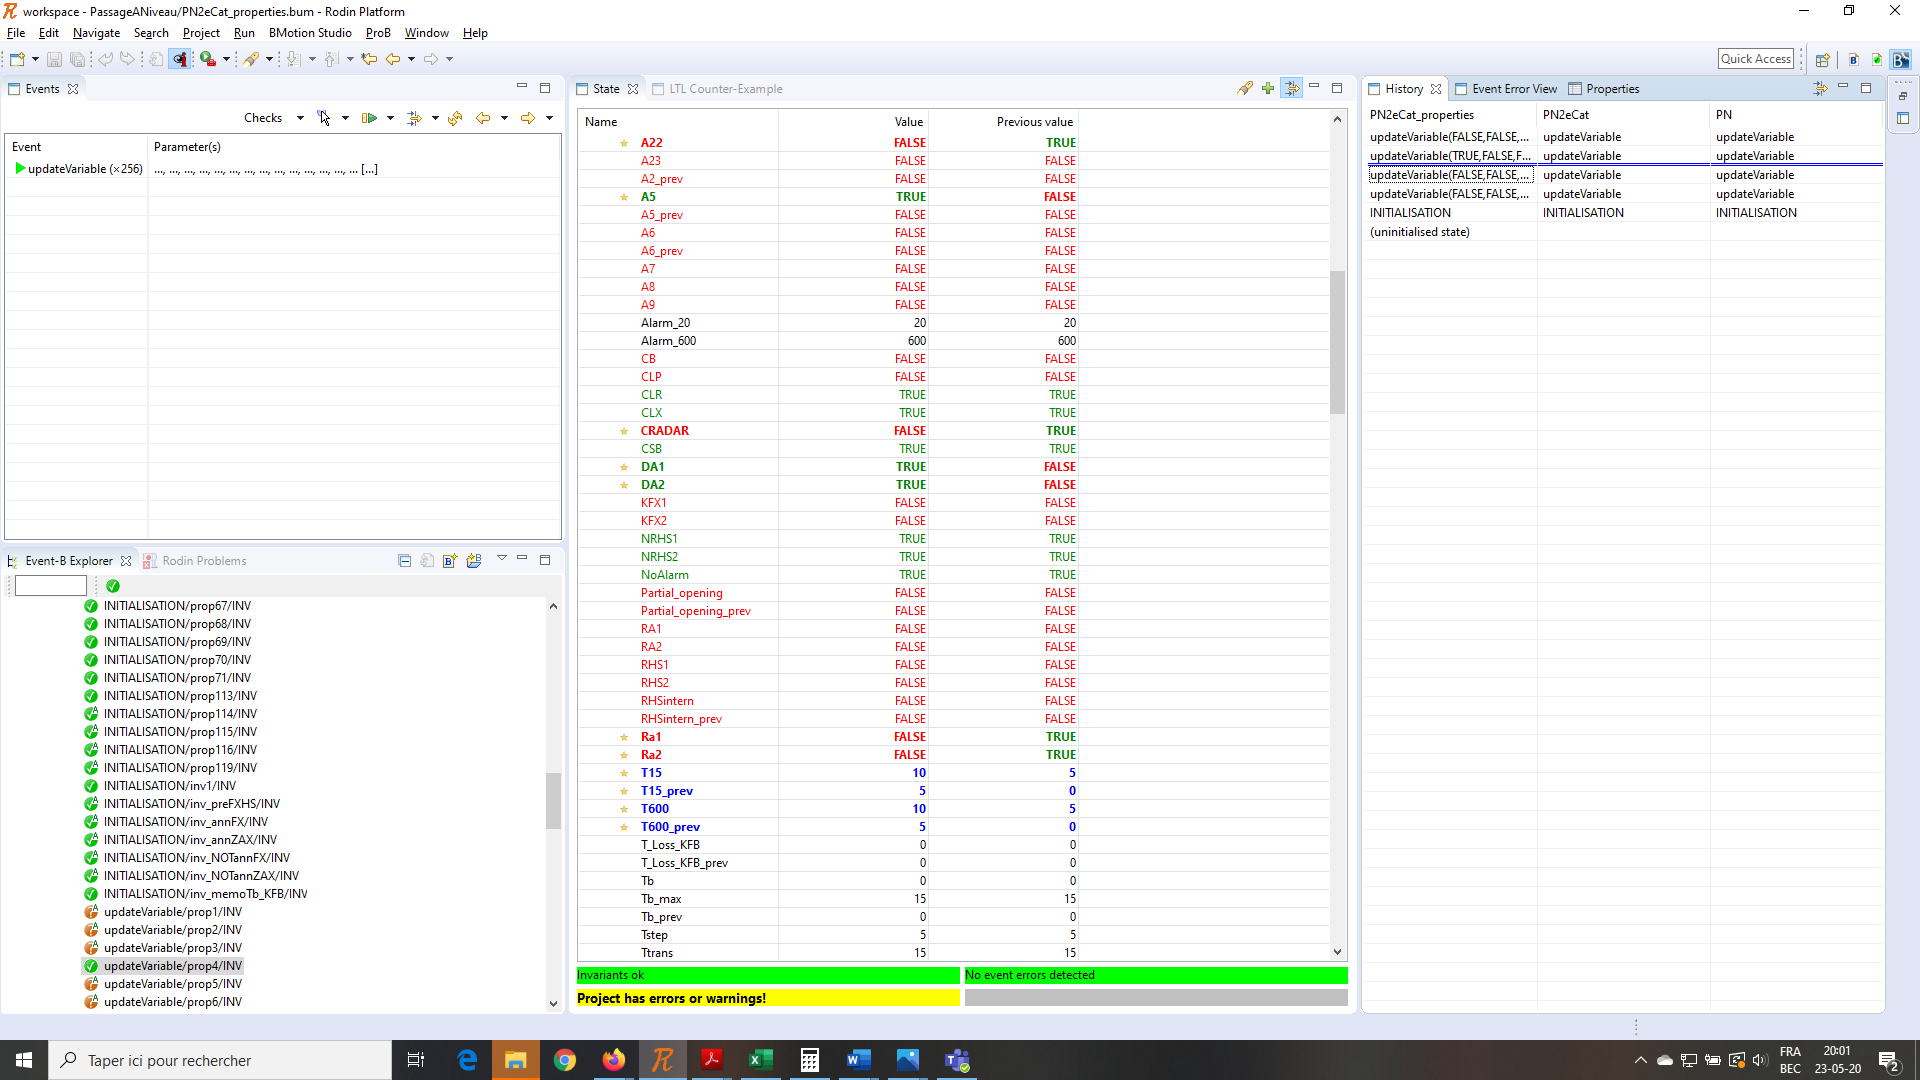 workspace - PassageANiveau/PN2eCat_properties.bum - Rodin Platform
File Edit Navigate Search Project Run BMotion Studio ProB Window Help
Quick Access
Events
Checks
Event Parameter(s)
updateVariable (×256) ..., ..., ..., ..., ..., ..., ..., ..., ..., ..., ..., ..., ..., ... [...]
Event-B Explorer Rodin Problems
INITIALISATION/prop67/INV
INITIALISATION/prop68/INV
INITIALISATION/prop69/INV
INITIALISATION/prop70/INV
INITIALISATION/prop71/INV
INITIALISATION/prop113/INV
INITIALISATION/prop114/INV
INITIALISATION/prop115/INV
INITIALISATION/prop116/INV
INITIALISATION/prop119/INV
INITIALISATION/inv1/INV
INITIALISATION/inv_preFXHS/INV
INITIALISATION/inv_annFX/INV
INITIALISATION/inv_annZAX/INV
INITIALISATION/inv_NOTannFX/INV
INITIALISATION/inv_NOTannZAX/INV
INITIALISATION/inv_memoTb_KFB/INV
updateVariable/prop1/INV
updateVariable/prop2/INV
updateVariable/prop3/INV
updateVariable/prop4/INV
updateVariable/prop5/INV
updateVariable/prop6/INV
State LTL Counter-Example
Name Value Previous value
A22 FALSE TRUE
A23 FALSE FALSE
A2_prev FALSE FALSE
A5 TRUE FALSE
A5_prev FALSE FALSE
A6 FALSE FALSE
A6_prev FALSE FALSE
A7 FALSE FALSE
A8 FALSE FALSE
A9 FALSE FALSE
Alarm_20 20 20
Alarm_600 600 600
CB FALSE FALSE
CLP FALSE FALSE
CLR TRUE TRUE
CLX TRUE TRUE
CRADAR FALSE TRUE
CSB TRUE TRUE
DA1 TRUE FALSE
DA2 TRUE FALSE
KFX1 FALSE FALSE
KFX2 FALSE FALSE
NRHS1 TRUE TRUE
NRHS2 TRUE TRUE
NoAlarm TRUE TRUE
Partial_opening FALSE FALSE
Partial_opening_prev FALSE FALSE
RA1 FALSE FALSE
RA2 FALSE FALSE
RHS1 FALSE FALSE
RHS2 FALSE FALSE
RHSintern FALSE FALSE
RHSintern_prev FALSE FALSE
Ra1 FALSE TRUE
Ra2 FALSE TRUE
T15 10 5
T15_prev 5 0
T600 10 5
T600_prev 5 0
T_Loss_KFB 0 0
T_Loss_KFB_prev 0 0
Tb 0 0
Tb_max 15 15
Tb_prev 0 0
Tstep 5 5
Ttrans 15 15
Invariants ok No event errors detected
Project has errors or warnings!
History Event Error View Properties
PN2eCat_properties PN2eCat PN
updateVariable(FALSE,FALSE,... updateVariable updateVariable
updateVariable(TRUE,FALSE,F... updateVariable updateVariable
updateVariable(FALSE,FALSE,... updateVariable updateVariable
updateVariable(FALSE,FALSE,... updateVariable updateVariable
INITIALISATION INITIALISATION INITIALISATION
(uninitialised state)
Taper ici pour rechercher
FRA 20:01
BEC 23-05-20
2